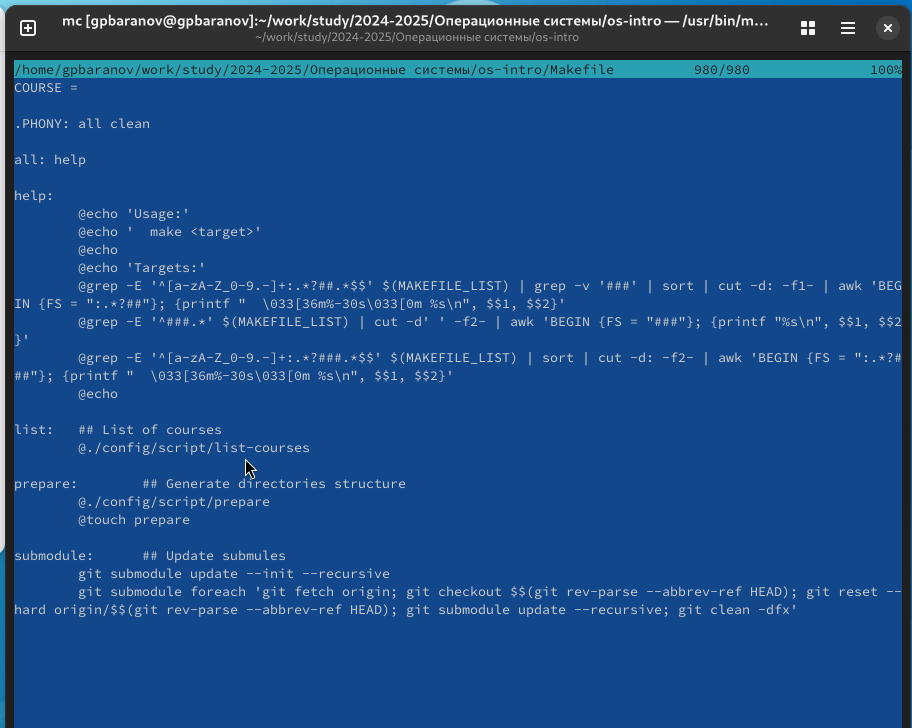 mc [gpbaranov@gpbaranov]:~/work/study/2024-2025/Операционные системы/os-intro — /usr/bin/m…
~/work/study/2024-2025/Операционные системы/os-intro
/home/gpbaranov/work/study/2024-2025/Операционные системы/os-intro/Makefile          980/980               100%
COURSE =
.PHONY: all clean
all: help
help:
        @echo 'Usage:'
        @echo '  make <target>'
        @echo
        @echo 'Targets:'
        @grep -E '^[a-zA-Z_0-9.-]+:.*?##.*$$' $(MAKEFILE_LIST) | grep -v '###' | sort | cut -d: -f1- | awk 'BEG
IN {FS = ":.*?##"}; {printf "  \033[36m%-30s\033[0m %s\n", $$1, $$2}'
        @grep -E '^###.*' $(MAKEFILE_LIST) | cut -d' ' -f2- | awk 'BEGIN {FS = "###"}; {printf "%s\n", $$1, $$2
}'
        @grep -E '^[a-zA-Z_0-9.-]+:.*?###.*$$' $(MAKEFILE_LIST) | sort | cut -d: -f2- | awk 'BEGIN {FS = ":.*?#
##"}; {printf "  \033[36m%-30s\033[0m %s\n", $$1, $$2}'
        @echo
list:   ## List of courses
        @./config/script/list-courses
prepare:        ## Generate directories structure
        @./config/script/prepare
        @touch prepare
submodule:      ## Update submules
        git submodule update --init --recursive
        git submodule foreach 'git fetch origin; git checkout $$(git rev-parse --abbrev-ref HEAD); git reset --
hard origin/$$(git rev-parse --abbrev-ref HEAD); git submodule update --recursive; git clean -dfx'